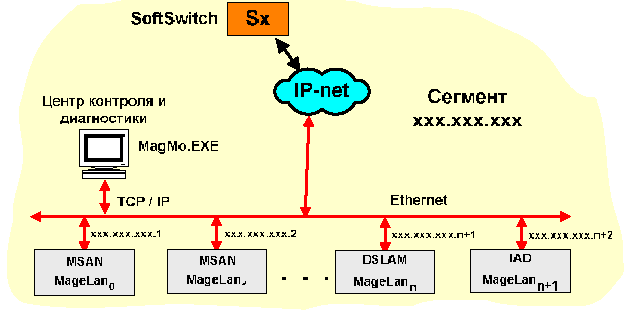 SoftSwitch
Sx
IP-net
Сегмент
xxx.xxx.xxx
Центр контроля и
диагностики
MagMo.EXE
TCP / IP
Ethernet
xxx.xxx.xxx.1
xxx.xxx.xxx.2
xxx.xxx.xxx.n+1
xxx.xxx.xxx.n+2
MSAN
MageLan0
MSAN
MageLan
. . .
DSLAM
MageLann
IAD
MageLann+1